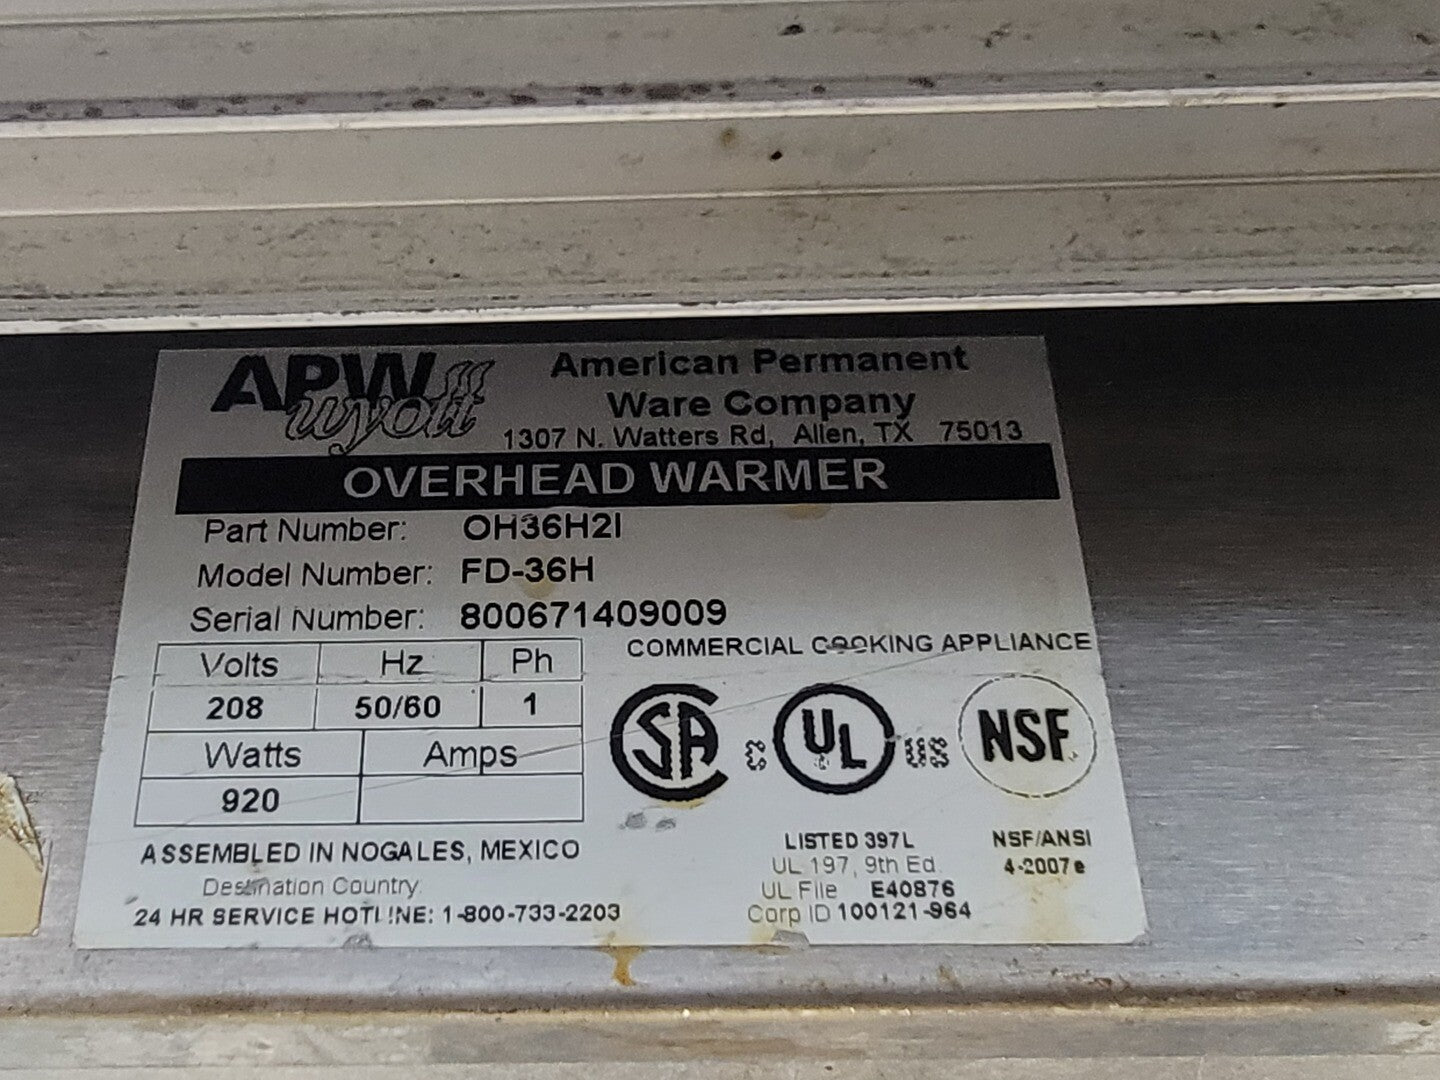 APW wyott
American Permanent
Ware Company
1307 N. Watters Rd, Allen, TX 75013
OVERHEAD WARMER
Part Number: OH36H2I
Model Number: FD-36H
Serial Number: 800671409009
COMMERCIAL COOKING APPLIANCE
Volts Hz Ph
208 50/60 1
Watts Amps
920
SA
C UL US
NSF
ASSEMBLED IN NOGALES, MEXICO
Destination Country:
24 HR SERVICE HOTLINE: 1-800-733-2203
LISTED 397L
UL 197, 9th Ed.
UL File E40876
Corp ID 100121-964
NSF/ANSI
4-2007e